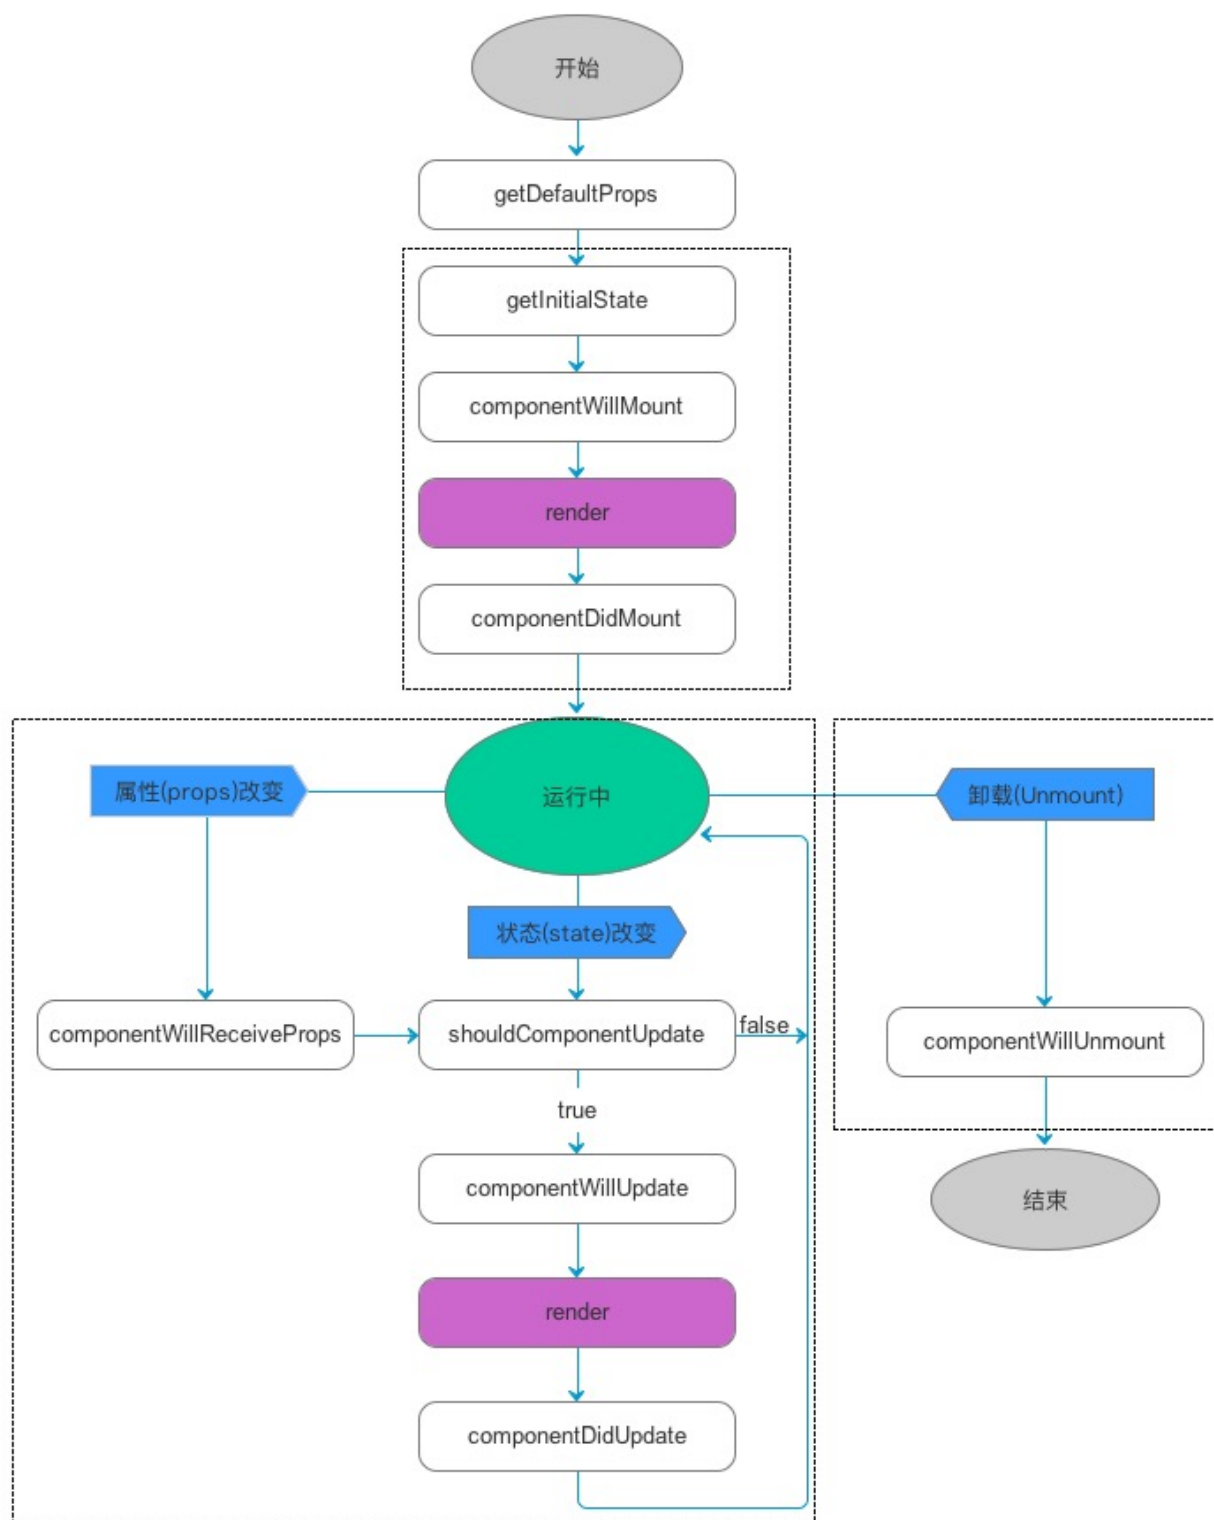 开始
getDefaultProps
getInitialState
componentWillMount
render
componentDidMount
属性(props)改变
运行中
卸载(Unmount)
状态(state)改变
componentWillReceiveProps
shouldComponentUpdate
false
componentWillUnmount
true
componentWillUpdate
结束
render
componentDidUpdate